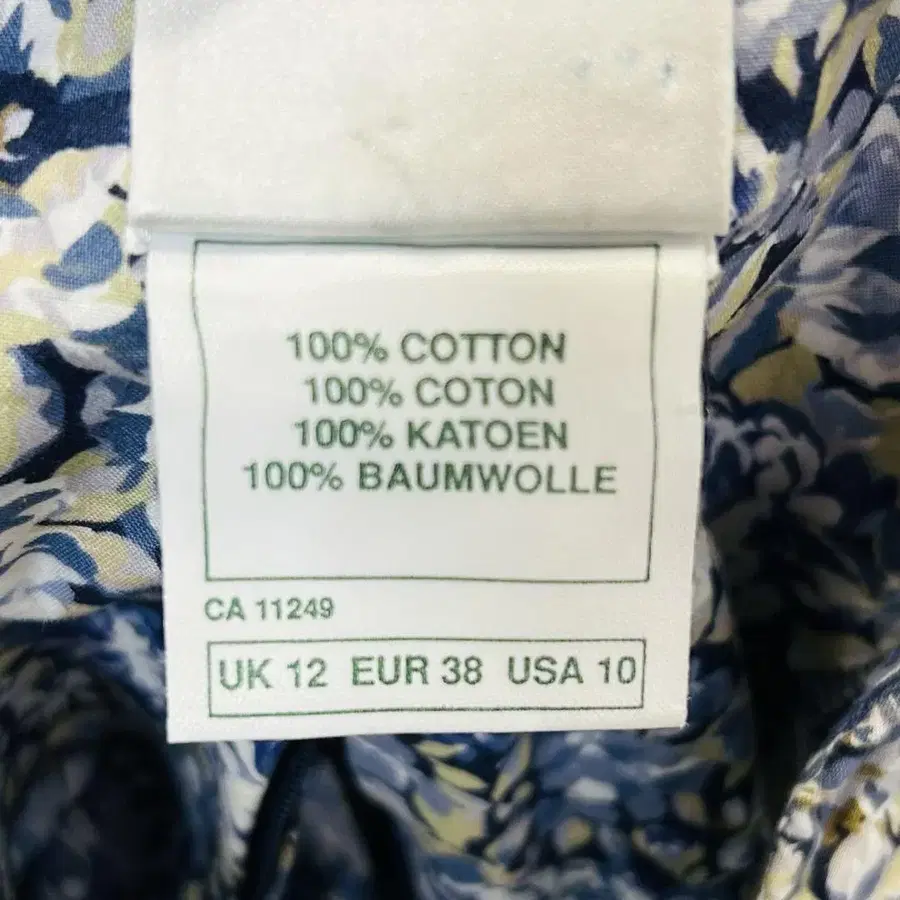 100% COTTON
100% COTON
100% KATOEN
100% BAUMWOLLE
CA 11249
UK 12 EUR 38 USA 10